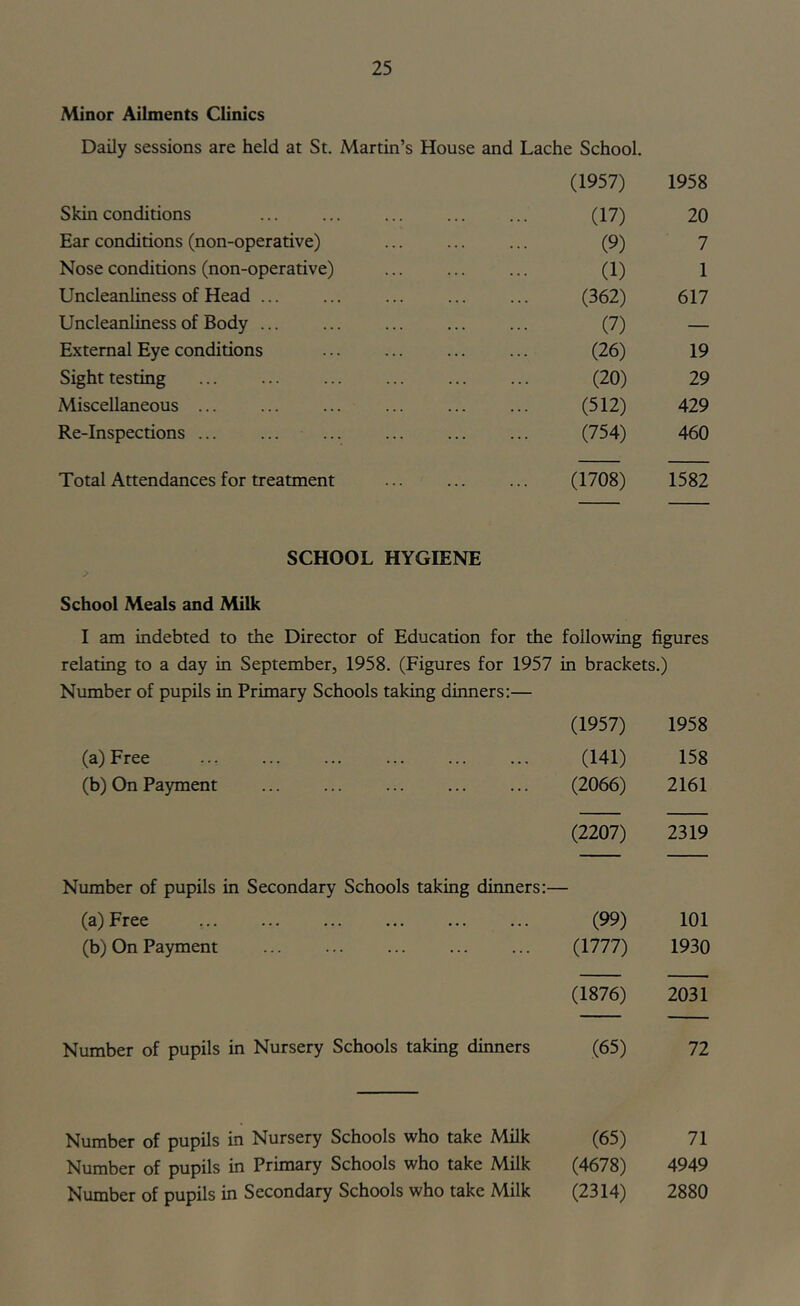 25
Minor Ailments Clinics
Daily sessions are held at St. Martin's House and Lache School.
(1957) 1958
Skin conditions ... ... ... ... ... (17) 20
Ear conditions (non-operative) ... ... ... (9) 7
Nose conditions (non-operative) ... ... ... (1) 1
Uncleanliness of Head ... ... ... ... ... (362) 617
Uncleanliness of Body ... ... ... ... ... (7) —
External Eye conditions ... ... ... ... (26) 19
Sight testing ... ... ... ... ... ... (20) 29
Miscellaneous ... ... ... ... ... ... (512) 429
Re-Inspections ... ... ... ... ... ... (754) 460
Total Attendances for treatment ... ... ... (1708) 1582
SCHOOL HYGIENE
School Meals and Milk
I am indebted to the Director of Education for the following figures
relating to a day in September, 1958. (Figures for 1957 in brackets.)
Number of pupils in Primary Schools taking dinners:—
(1957) 1958
(a) Free ... ... ... ... ... ... (141) 158
(b) On Payment ... ... ... ... ... (2066) 2161
(2207) 2319
Number of pupils in Secondary Schools taking dinners:—
(a) Free ... ... ... ... ... ... (99) 101
(b) On Payment ... ... ... ... ... (1777) 1930
(1876) 2031
Number of pupils in Nursery Schools taking dinners (65) 72
Number of pupils in Nursery Schools who take Milk (65) 71
Number of pupils in Primary Schools who take Milk (4678) 4949
Number of pupils in Secondary Schools who take Milk (2314) 2880